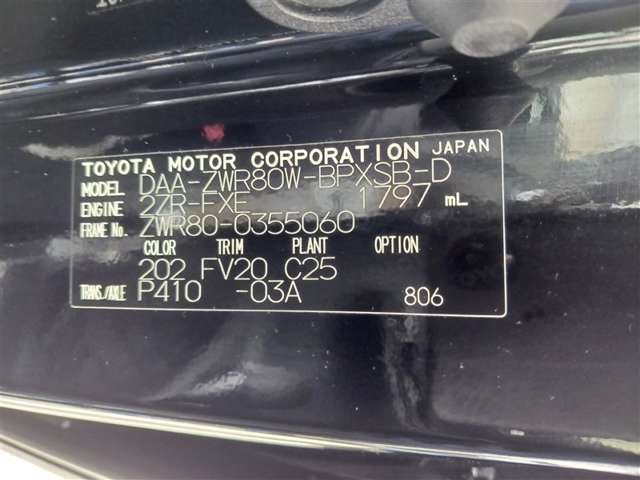 TOYOTA MOTOR CORPORATION JAPAN
MODEL DAA-ZWR80W-BPXSB-D
ENGINE 2ZR-FXE 1797 mL
FRAME No. ZWR80-0355060
COLOR TRIM PLANT OPTION
202 FV20 C25
TRANS./AXLE P410 -03A 806